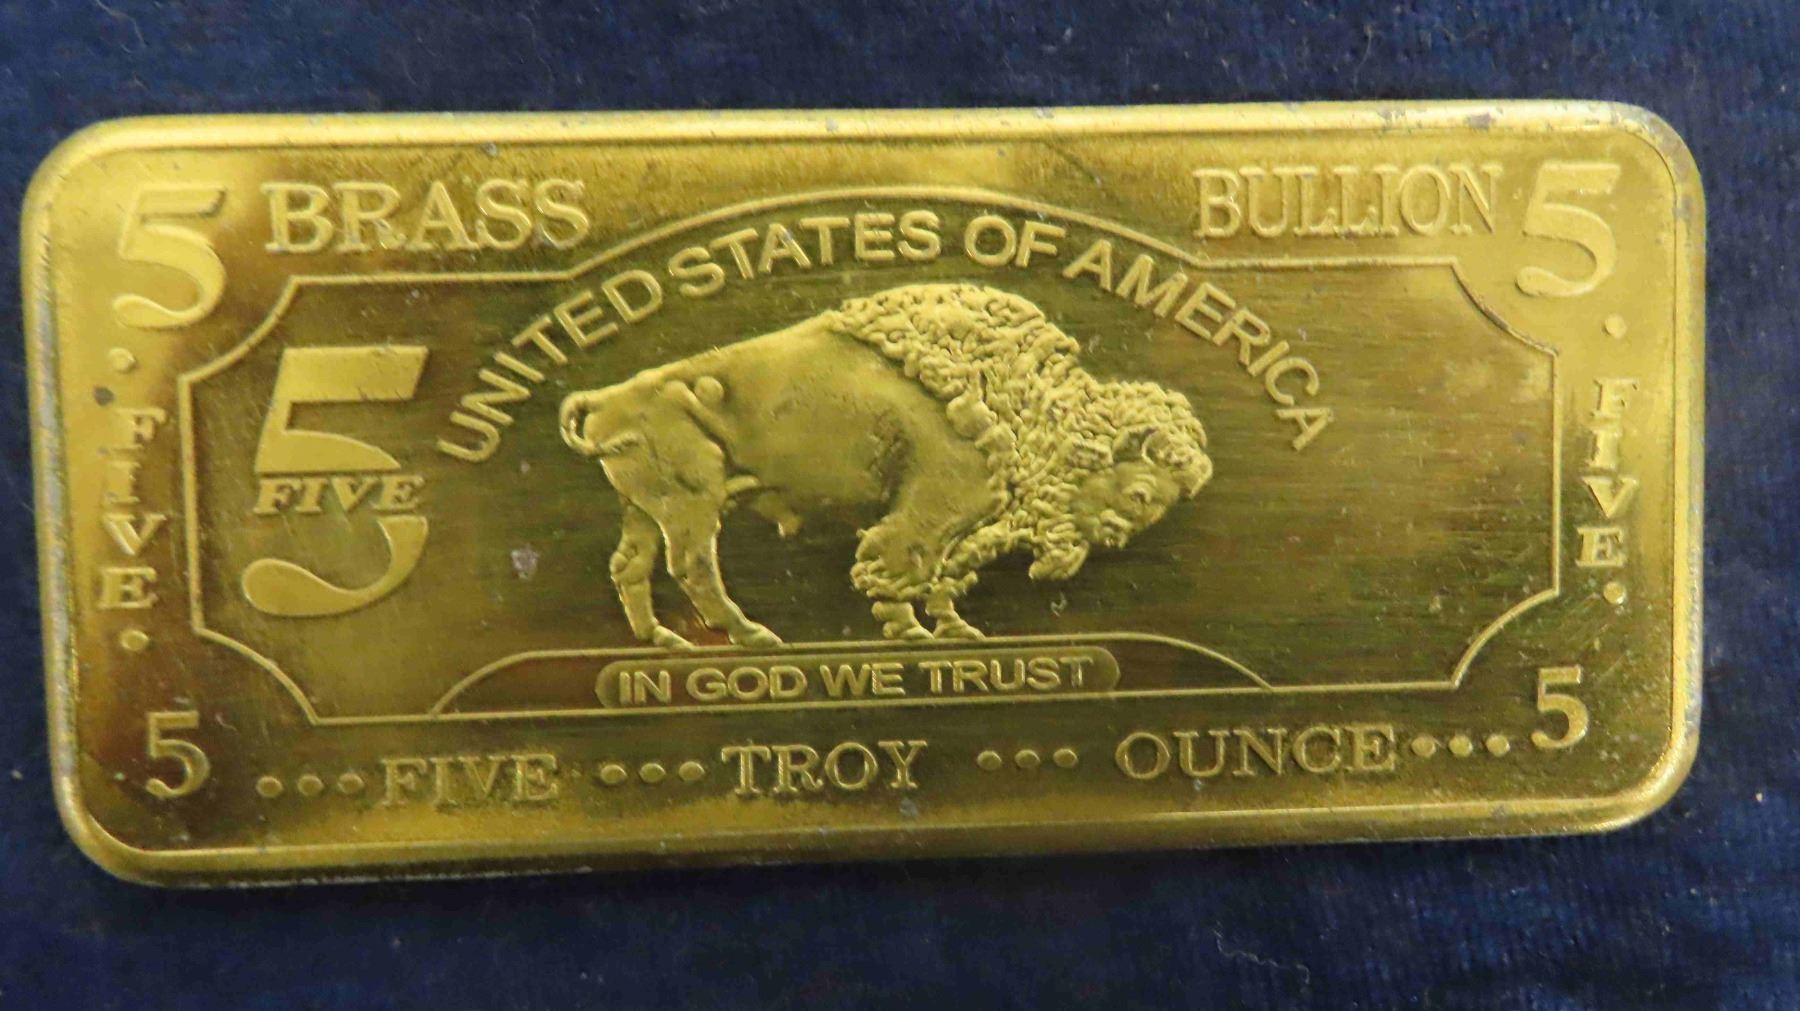 5 BRASS BULLION 5
UNITED STATES OF AMERICA
5
FIVE
• FIVE •
• FIVE •
IN GOD WE TRUST
5 ••• FIVE ••• TROY ••• OUNCE ••• 5